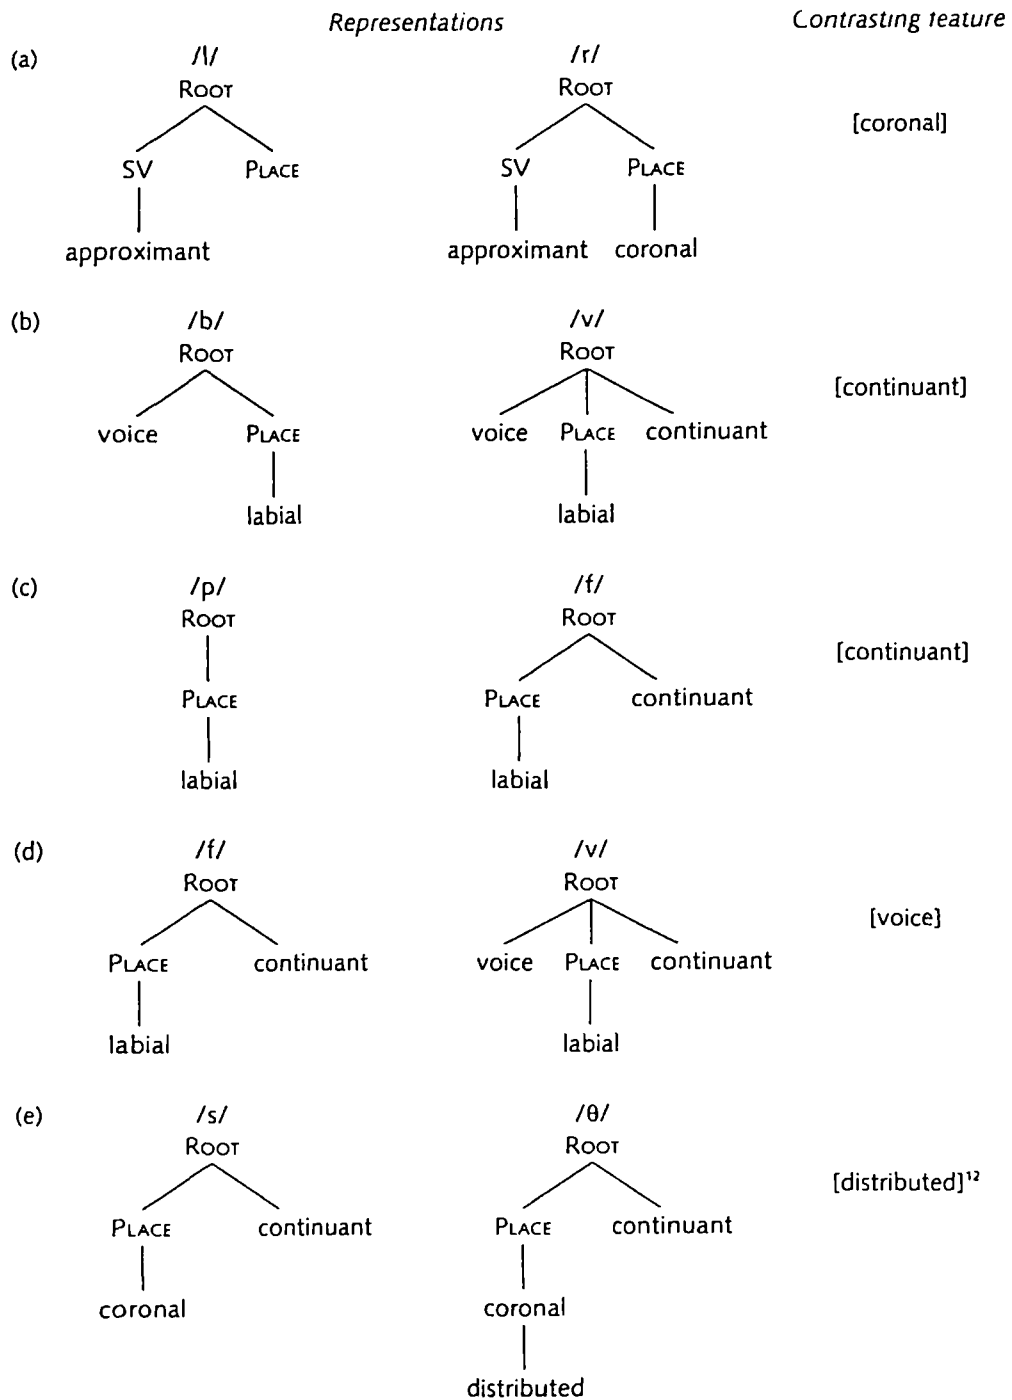 Representations Contrasting feature
(a) /l/ /r/
ROOT ROOT [coronal]
SV PLACE SV PLACE
approximant approximant coronal
(b) /b/ /v/
ROOT ROOT [continuant]
voice PLACE voice PLACE continuant
labial labial
(c) /p/ /f/
ROOT ROOT [continuant]
PLACE PLACE continuant
labial labial
(d) /f/ /v/
ROOT ROOT [voice]
PLACE continuant voice PLACE continuant
labial labial
(e) /s/ /θ/
ROOT ROOT [distributed]¹²
PLACE continuant PLACE continuant
coronal coronal
distributed